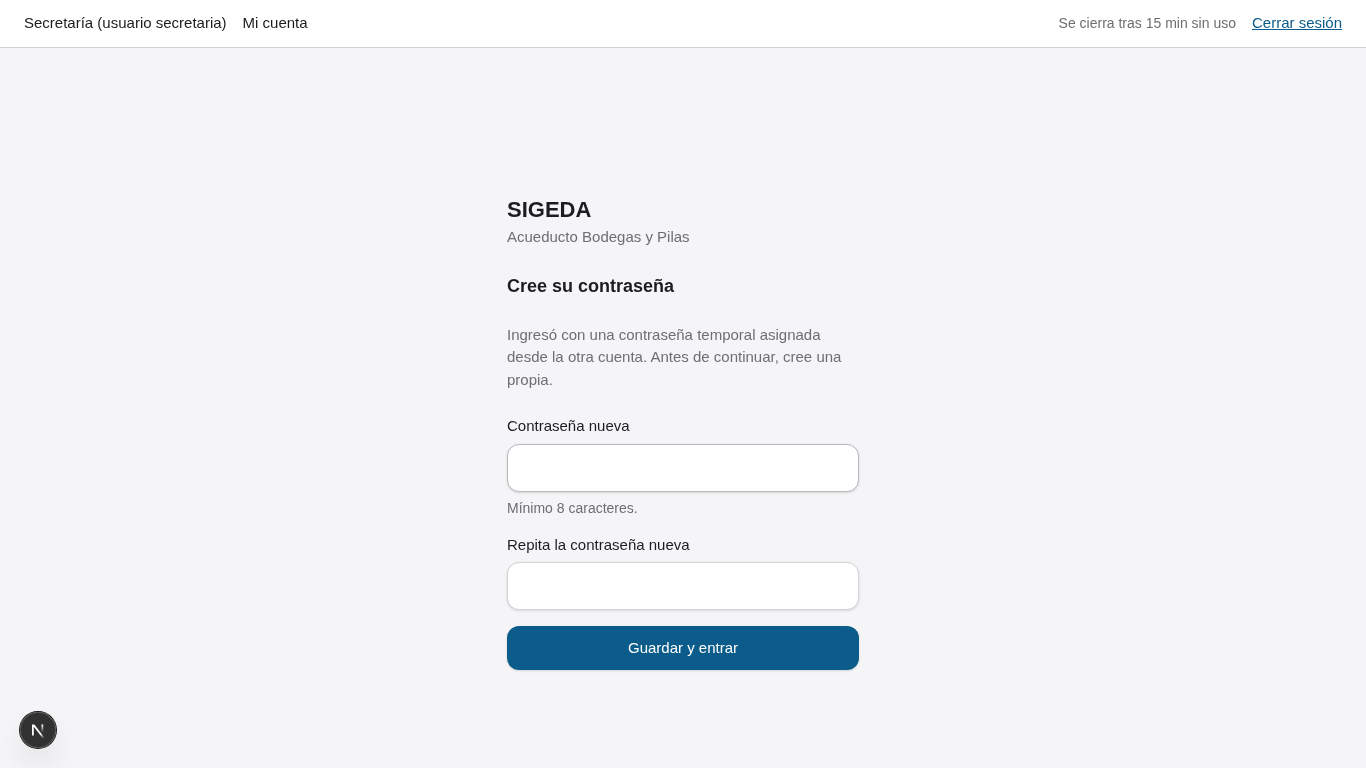 Secretaría (usuario secretaria) Mi cuenta Se cierra tras 15 min sin uso Cerrar sesión
SIGEDA
Acueducto Bodegas y Pilas
Cree su contraseña
Ingresó con una contraseña temporal asignada
desde la otra cuenta. Antes de continuar, cree una
propia.
Contraseña nueva
Mínimo 8 caracteres.
Repita la contraseña nueva
Guardar y entrar
N